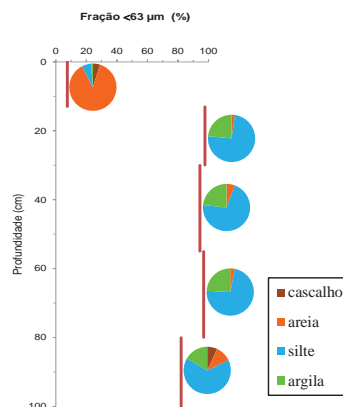 Fração <63 µm (%)
0 20 40 60 80 100
0
20
40
60
80
100
Profundidade (cm)
cascalho
areia
silte
argila